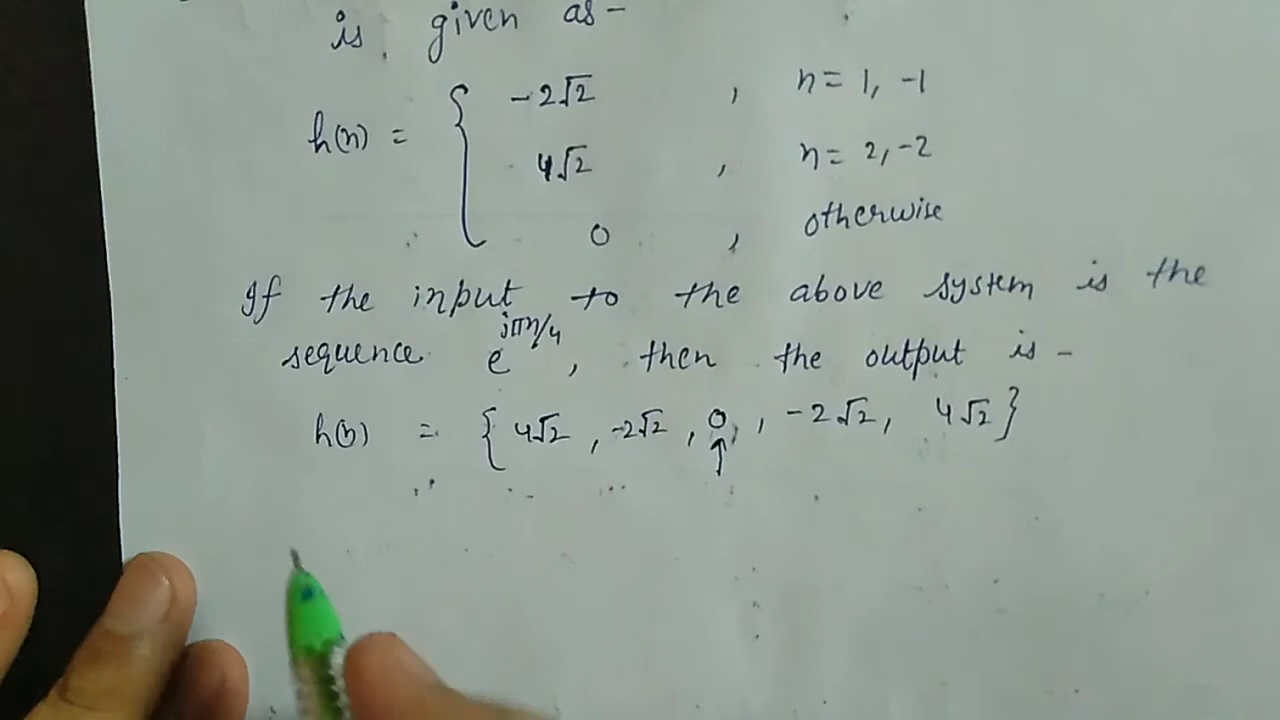 is given as-
h(n) = { -2√2 , n = 1, -1
4√2 , n = 2, -2
0 , otherwise
If the input to the above system is the
sequence e^{jπn/4} , then the output is -
h(n) = { 4√2 , -2√2 , 0 , , -2√2 , 4√2 }
↑